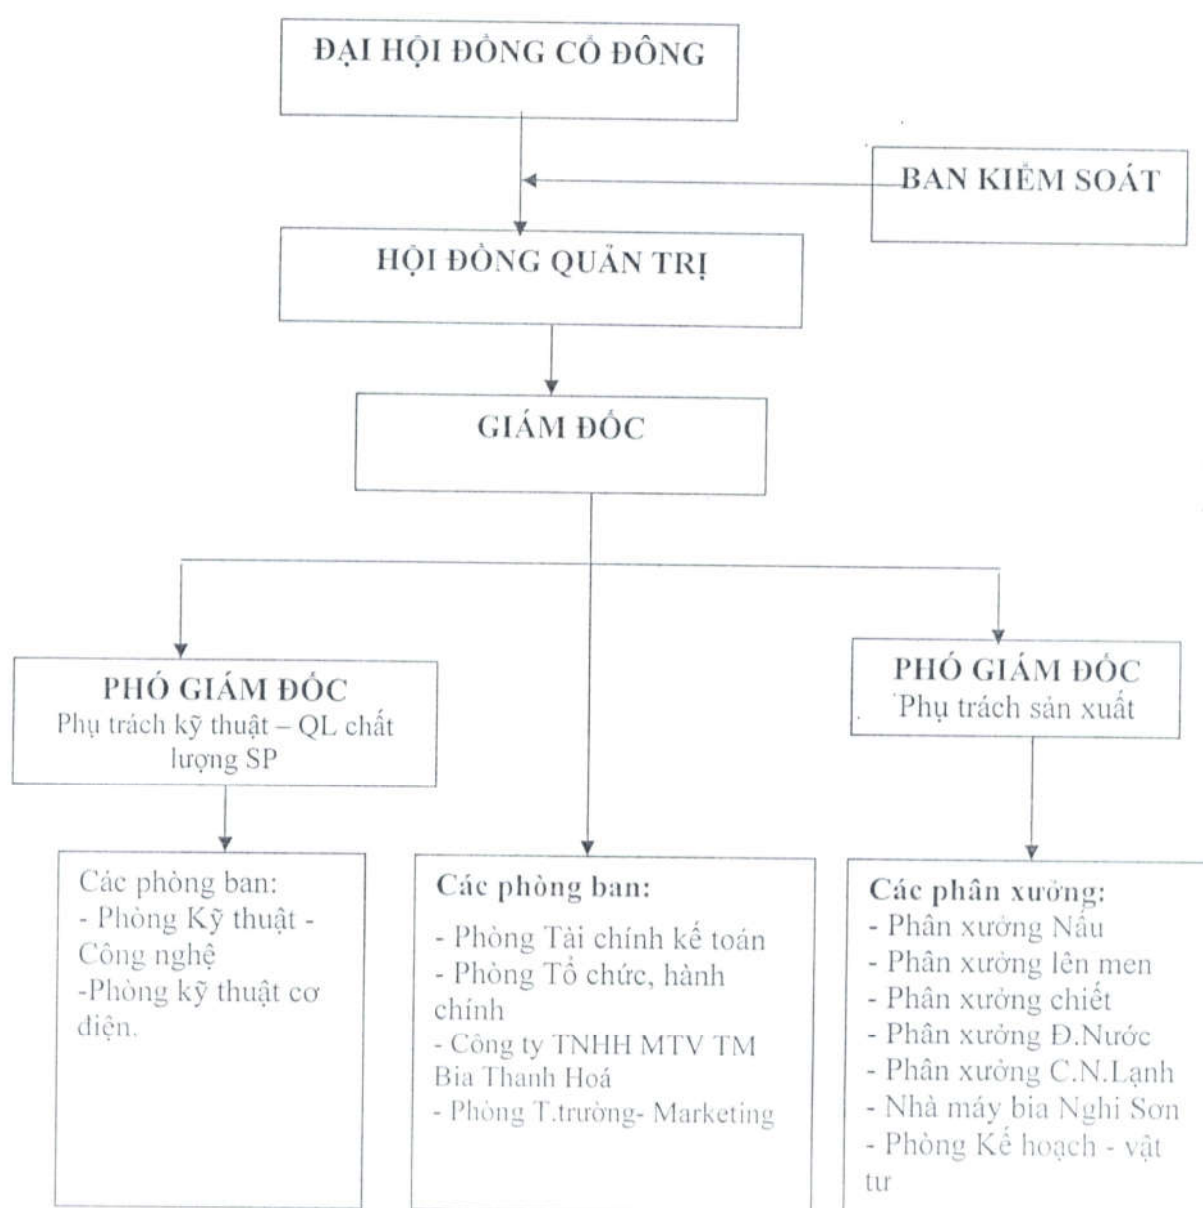 ĐẠI HỘI ĐỒNG CỔ ĐÔNG
BAN KIỂM SOÁT
HỘI ĐỒNG QUẢN TRỊ
GIÁM ĐỐC
PHÓ GIÁM ĐỐC
Phụ trách kỹ thuật – QL chất
lượng SP
PHÓ GIÁM ĐỐC
Phụ trách sản xuất
Các phòng ban:
- Phòng Kỹ thuật -
Công nghệ
-Phòng kỹ thuật cơ
điện.
Các phòng ban:
- Phòng Tài chính kế toán
- Phòng Tổ chức, hành
chính
- Công ty TNHH MTV TM
Bia Thanh Hoá
- Phòng T.trường- Marketing
Các phân xưởng:
- Phân xưởng Nấu
- Phân xưởng lên men
- Phân xưởng chiết
- Phân xưởng Đ.Nước
- Phân xưởng C.N.Lạnh
- Nhà máy bia Nghi Sơn
- Phòng Kế hoạch - vật
tư